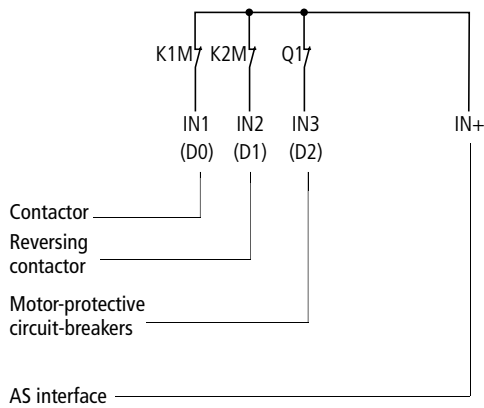 K1M K2M Q1
IN1 IN2 IN3 IN+
(D0) (D1) (D2)
Contactor
Reversing
contactor
Motor-protective
circuit-breakers
AS interface